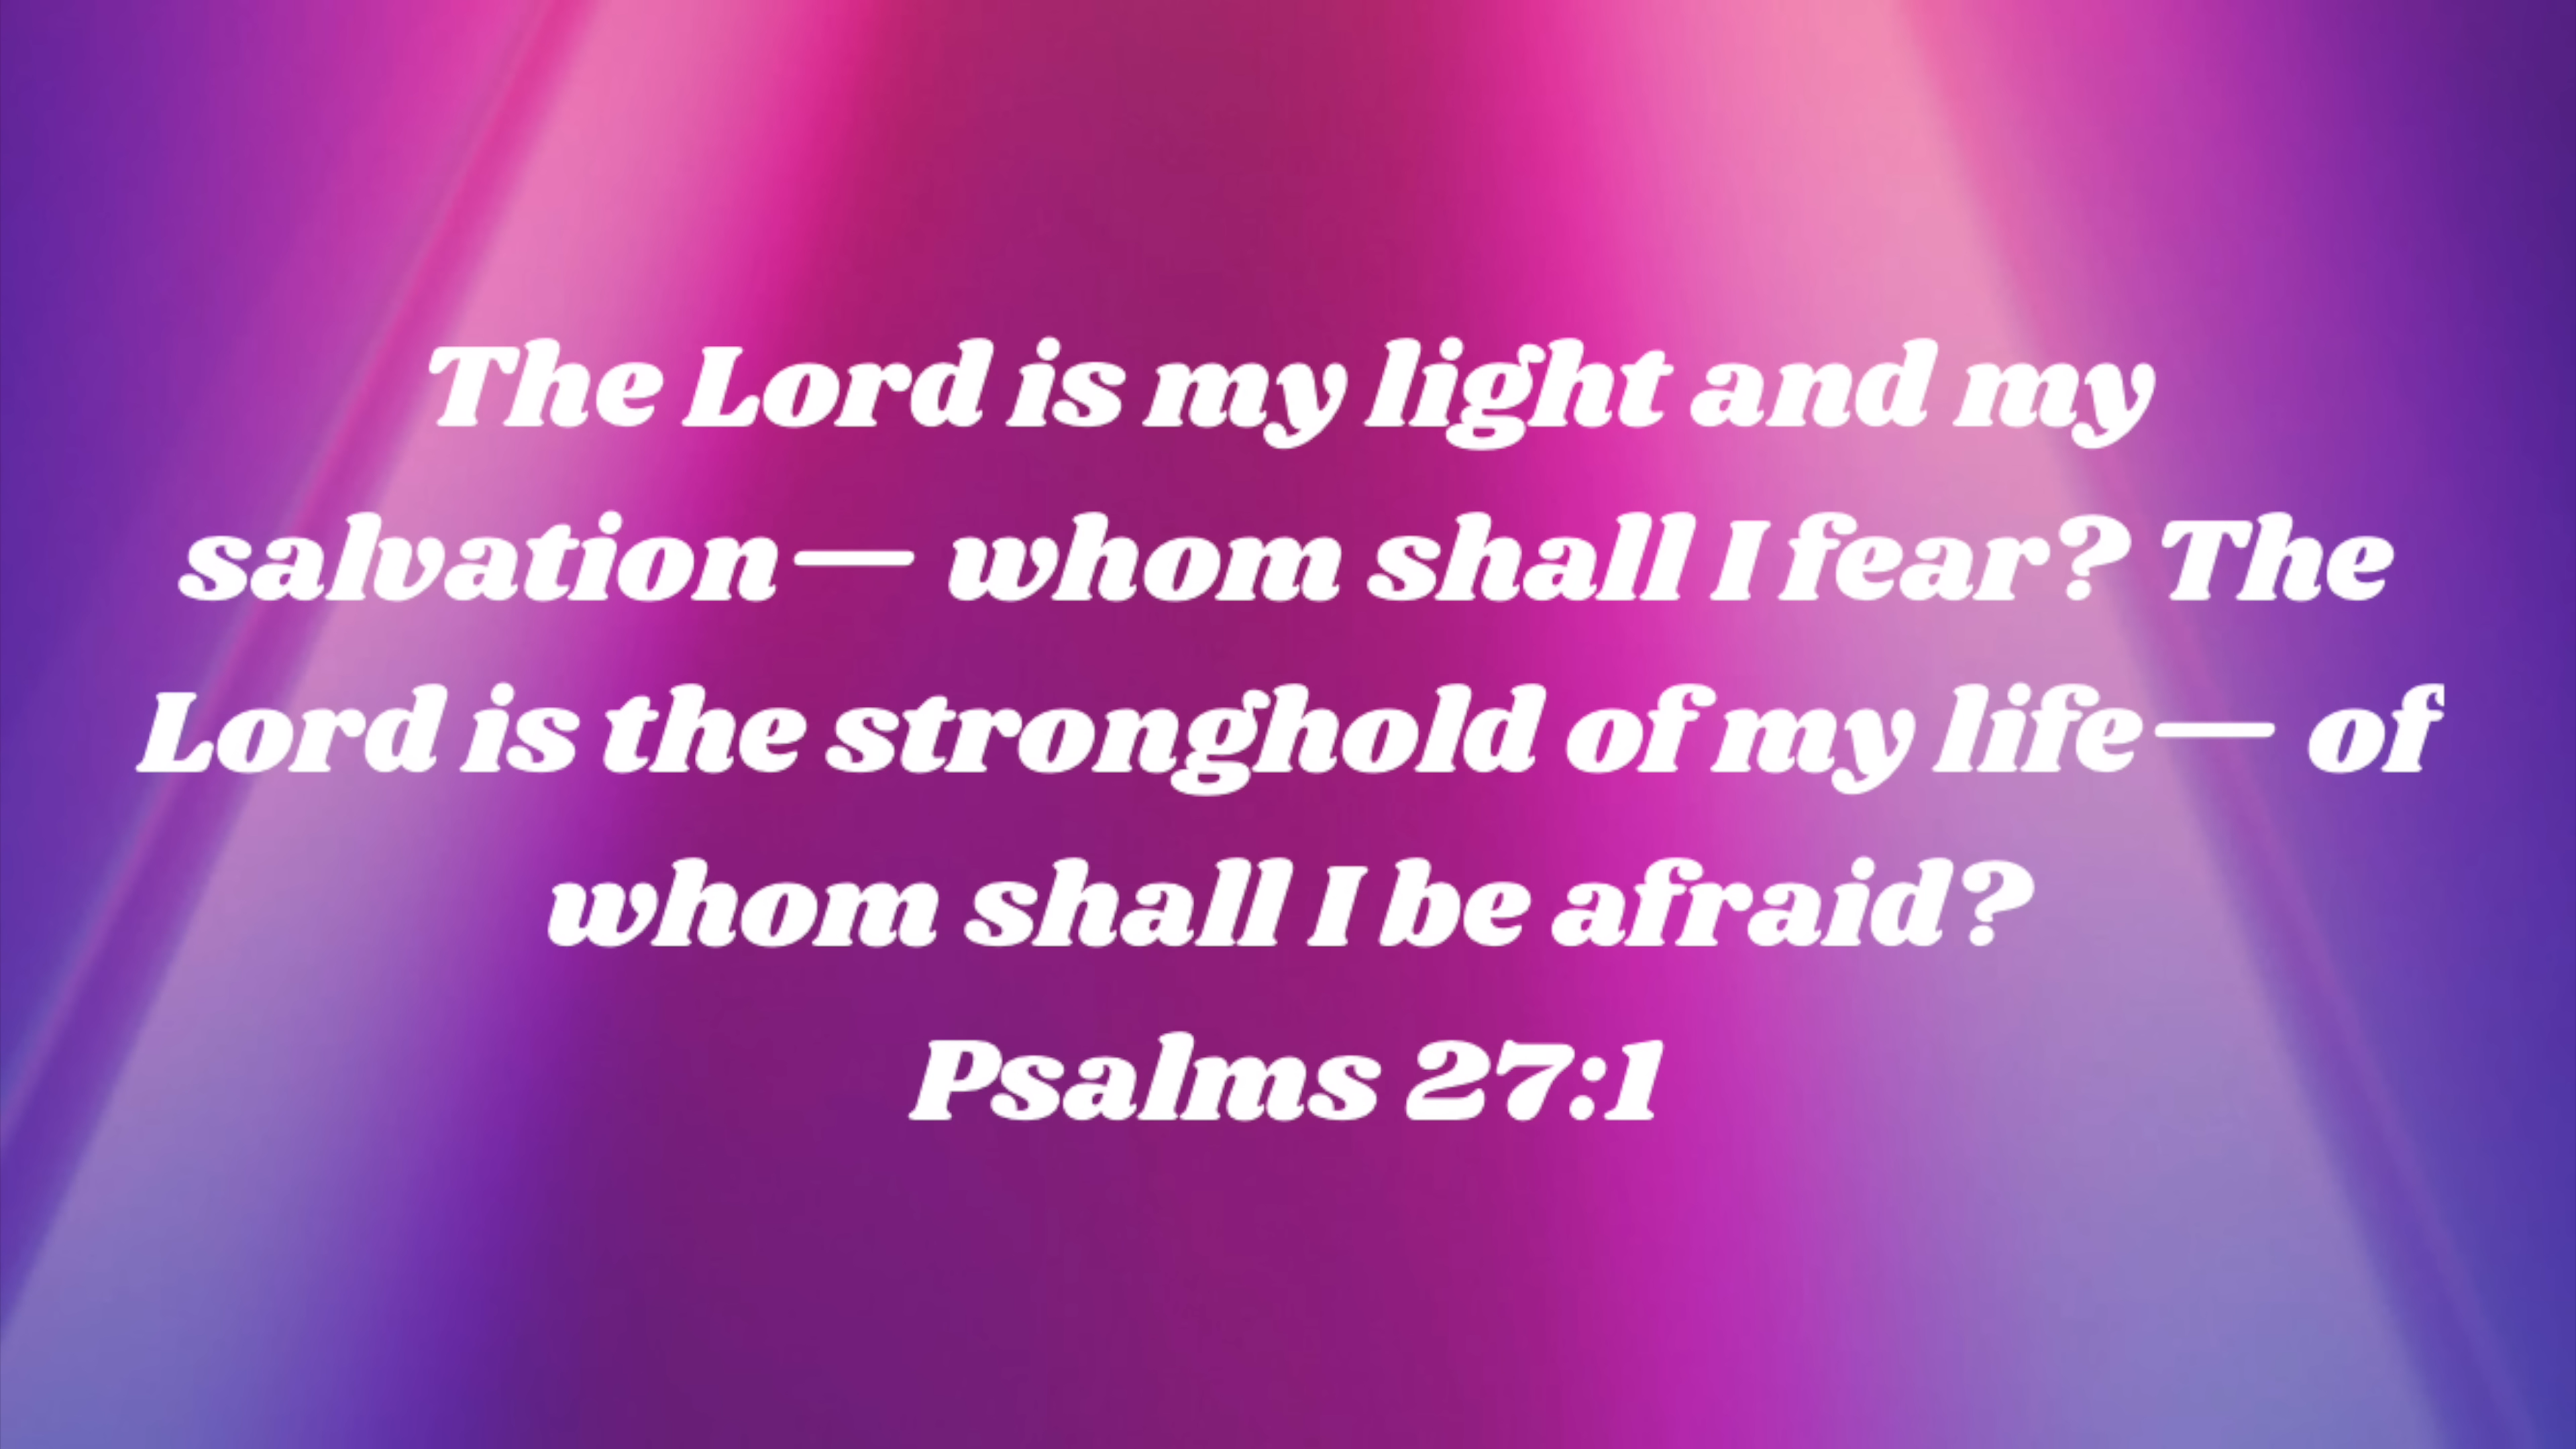 The Lord is my light and my
salvation— whom shall I fear? The
Lord is the stronghold of my life— of
whom shall I be afraid?
Psalms 27:1